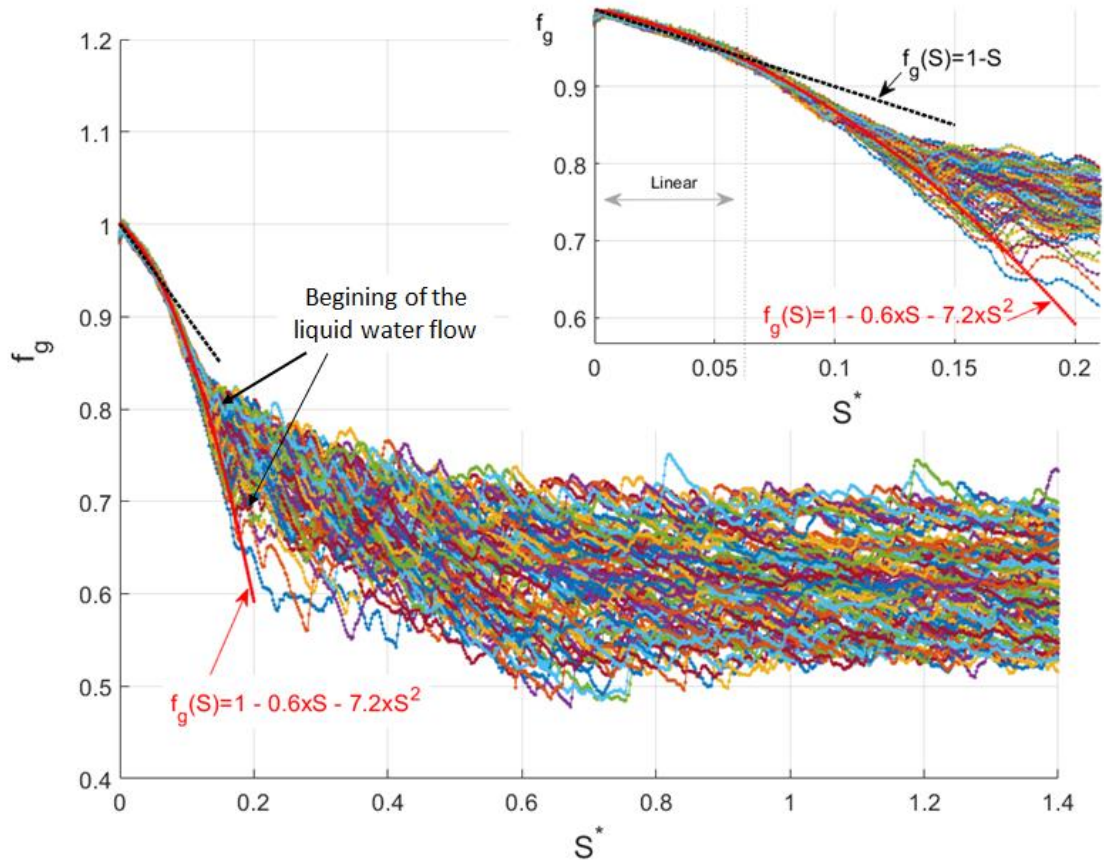 1.2
1.1
1
0.9
0.8
0.7
0.6
0.5
0.4
f_g
0
0.2
0.4
0.6
0.8
1
1.2
1.4
S^*
Begining of the
liquid water flow
f_g(S)=1 - 0.6xS - 7.2xS^2
f_g
0.9
0.8
0.7
0.6
0
0.05
0.1
0.15
0.2
S^*
f_g(S)=1-S
Linear
f_g(S)=1 - 0.6xS - 7.2xS^2